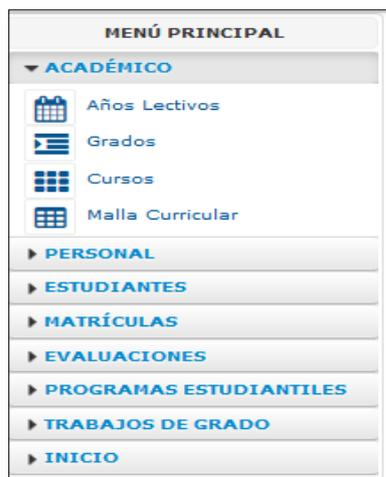 MENÚ PRINCIPAL
ACADÉMICO
Años Lectivos
Grados
Cursos
Malla Curricular
PERSONAL
ESTUDIANTES
MATRÍCULAS
EVALUACIONES
PROGRAMAS ESTUDIANTILES
TRABAJOS DE GRADO
INICIO